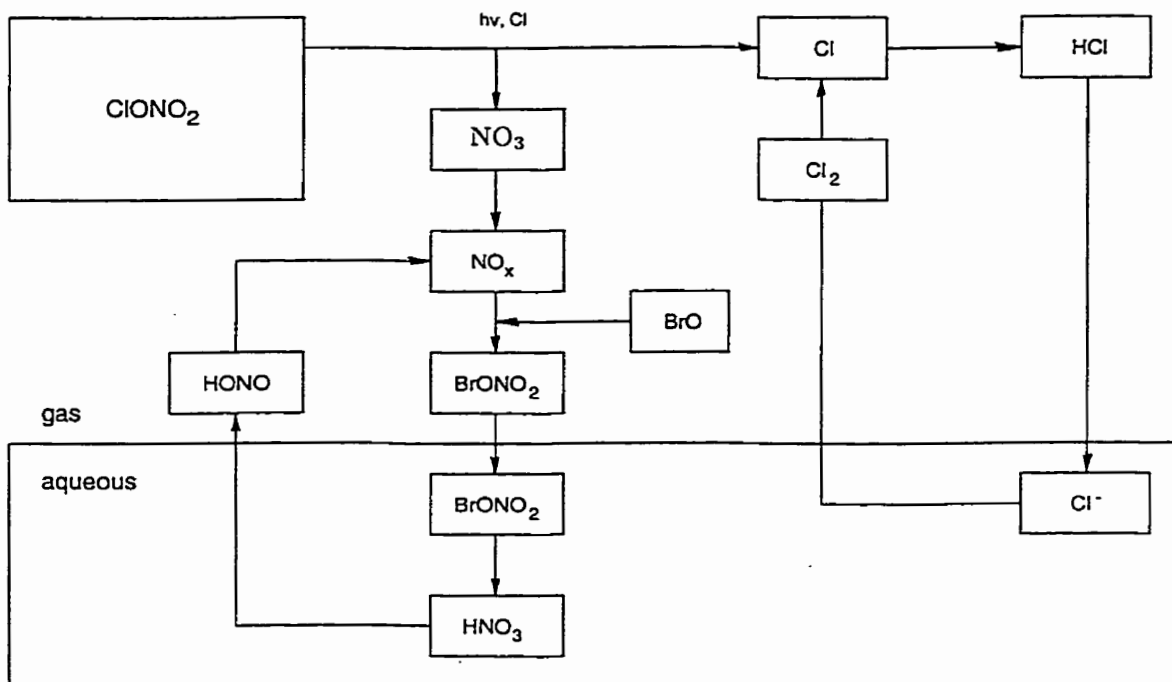 hv, Cl
ClONO₂
Cl
HCl
NO₃
Cl₂
NOₓ
BrO
HONO
BrONO₂
gas
aqueous
BrONO₂
Cl⁻
HNO₃